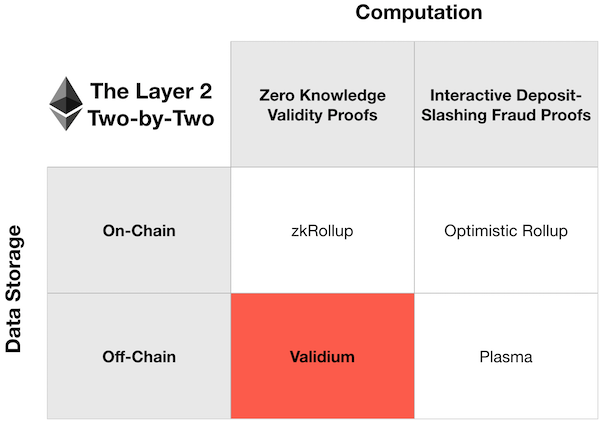 Computation
The Layer 2
Two-by-Two
Zero Knowledge
Validity Proofs
Interactive Deposit-
Slashing Fraud Proofs
Data Storage
On-Chain
zkRollup
Optimistic Rollup
Off-Chain
Validium
Plasma